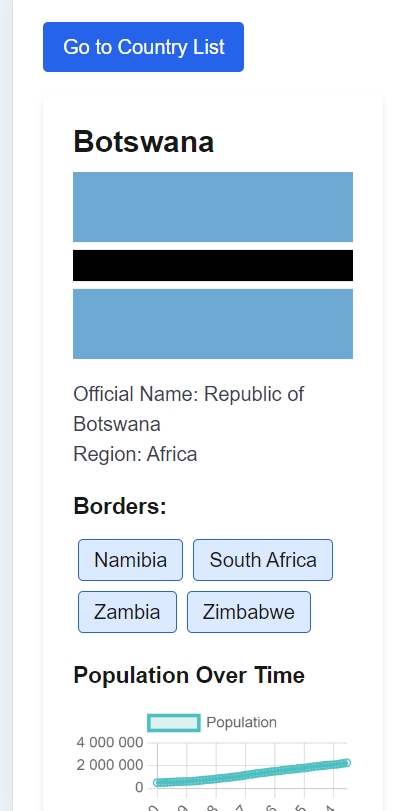 Go to Country List
Botswana
Official Name: Republic of
Botswana
Region: Africa
Borders:
Namibia South Africa
Zambia Zimbabwe
Population Over Time
Population
4 000 000
2 000 000
0